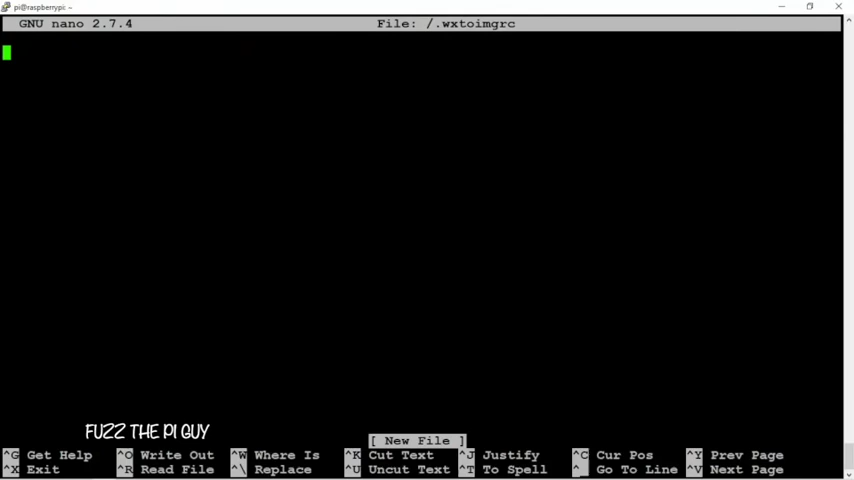 pi@raspberrypi: ~
GNU nano 2.7.4 File: /.wxtoimgrc
FUZZ THE PI GUY
[ New File ]
^G Get Help ^O Write Out ^W Where Is ^K Cut Text ^J Justify ^C Cur Pos ^Y Prev Page
^X Exit ^R Read File ^\ Replace ^U Uncut Text ^T To Spell ^_ Go To Line ^V Next Page